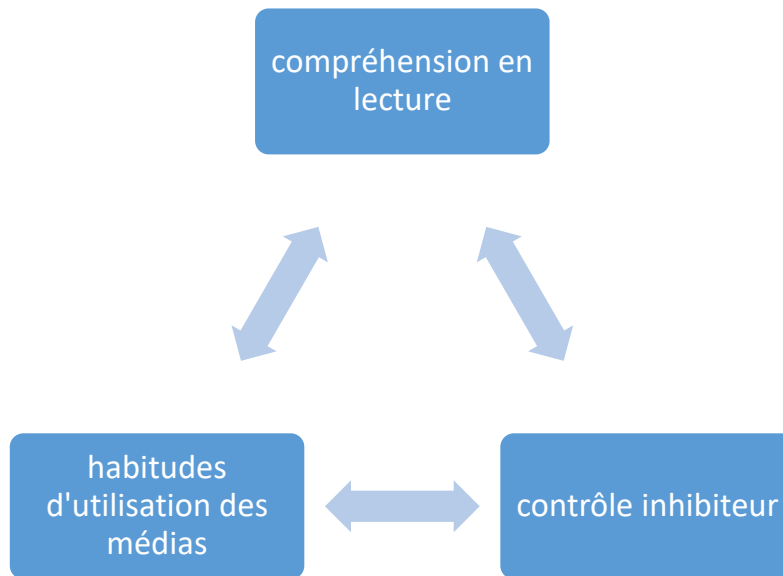 compréhension en
lecture
habitudes
d'utilisation des
médias
contrôle inhibiteur